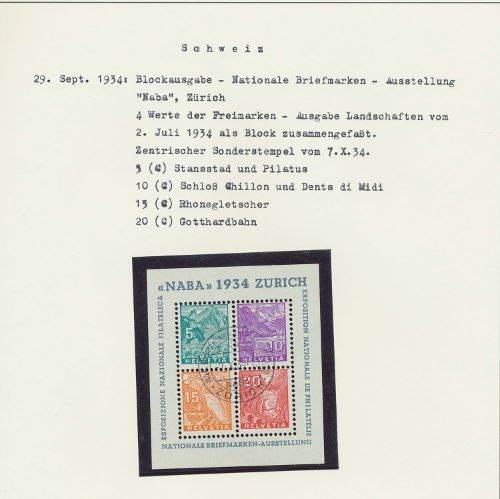 Schweiz
29. Sept. 1934: Blockausgabe - Nationale Briefmarken - Ausstellung
"Naba", Zürich
4 Werte der Freimarken - Ausgabe Landschaften vom
2. Juli 1934 als Block zusammengefaßt.
Zentrischer Sonderstempel vom 7.X.34.
5 (C) Stansstad und Pilatus
10 (C) Schloß Chillon und Dents di Midi
15 (C) Rhonegletscher
20 (C) Gotthardbahn
«NABA» 1934 ZÜRICH
ESPOSIZIONE NAZIONALE FILATELICA
EXPOSITION NATIONALE DE PHILATELIE
5
HELVETIA
10
HELVETIA
15
HELVETIA
20
HELVETIA
NATIONALE BRIEFMARKEN-AUSSTELLUNG